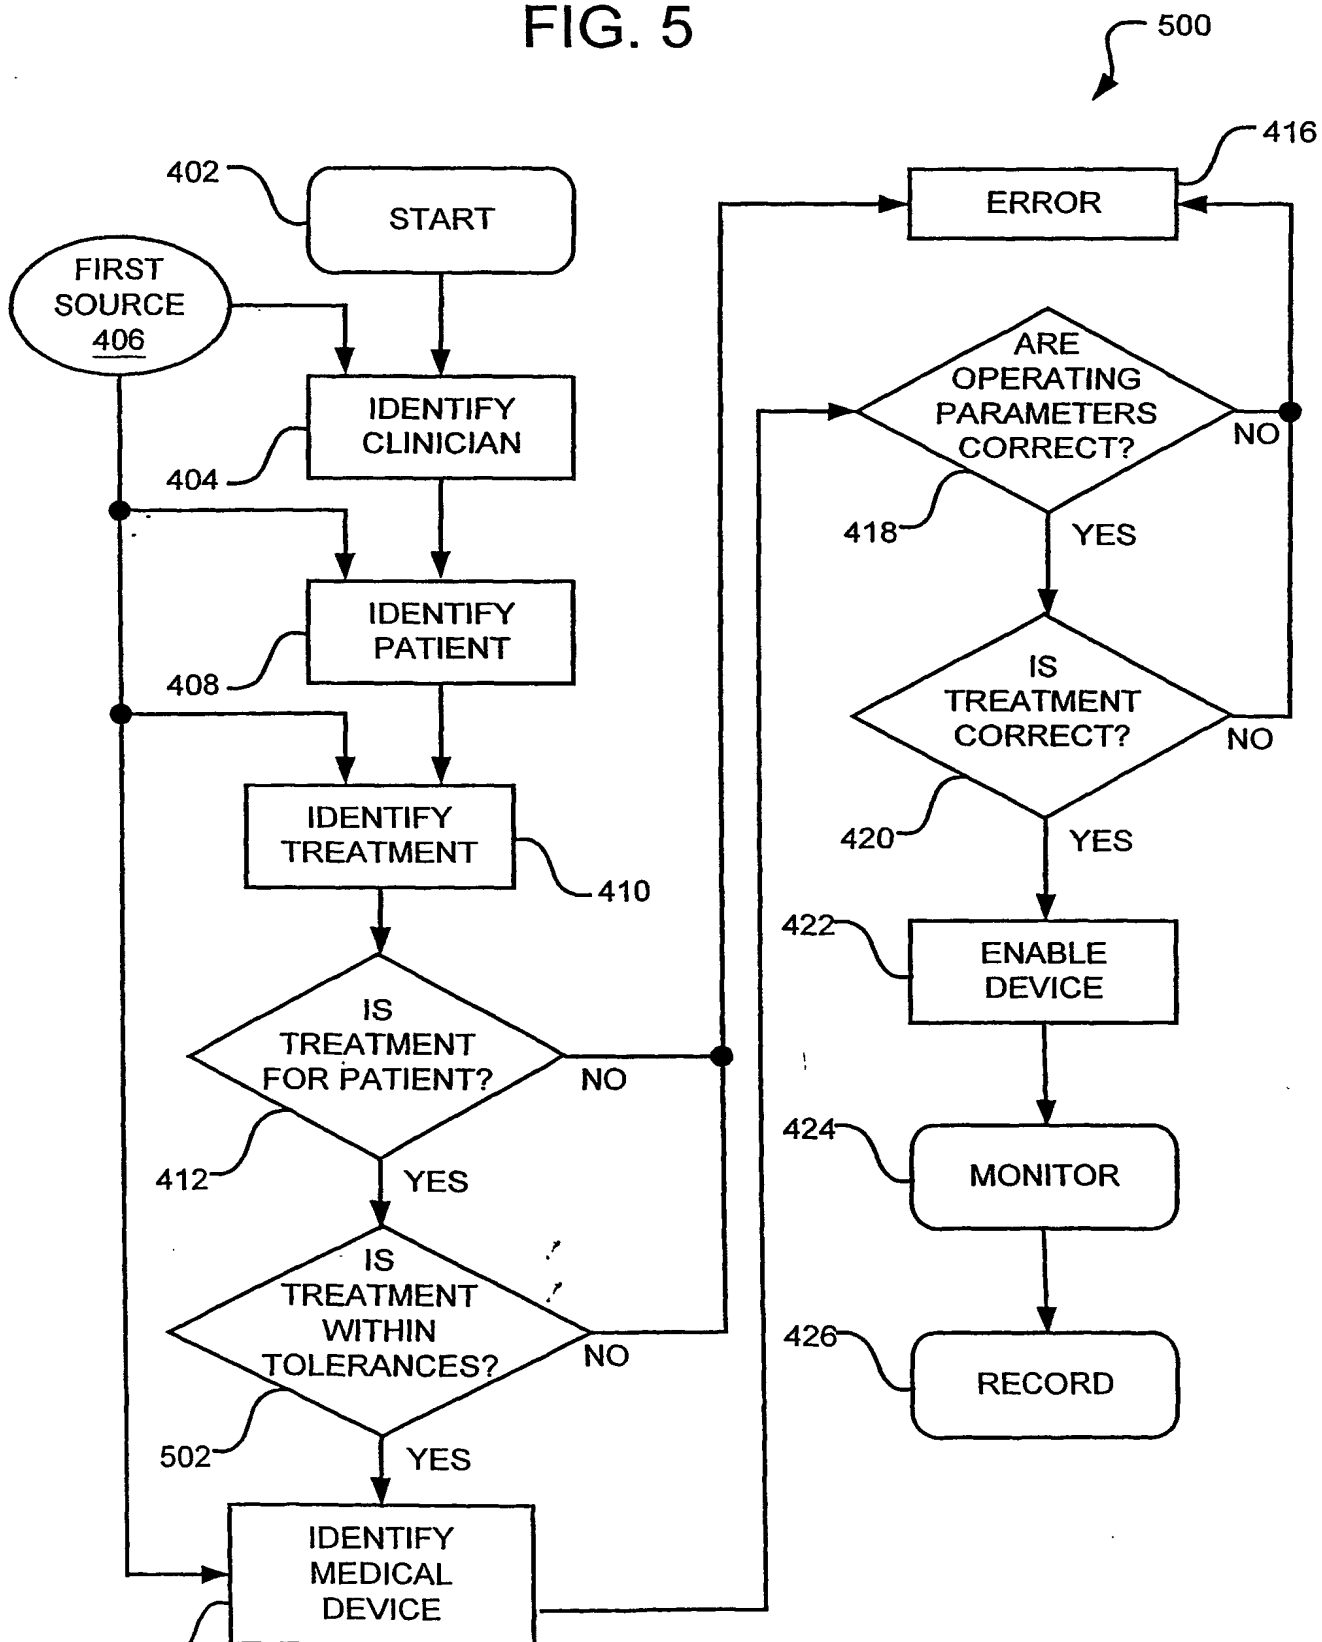 FIG. 5
500
402
START
FIRST
SOURCE
406
IDENTIFY
CLINICIAN
404
IDENTIFY
PATIENT
408
IDENTIFY
TREATMENT
410
IS
TREATMENT
FOR PATIENT?
NO
412
YES
IS
TREATMENT
WITHIN
TOLERANCES?
NO
502
YES
IDENTIFY
MEDICAL
DEVICE
416
ERROR
ARE
OPERATING
PARAMETERS
CORRECT?
NO
418
YES
IS
TREATMENT
CORRECT?
NO
420
YES
422
ENABLE
DEVICE
424
MONITOR
426
RECORD